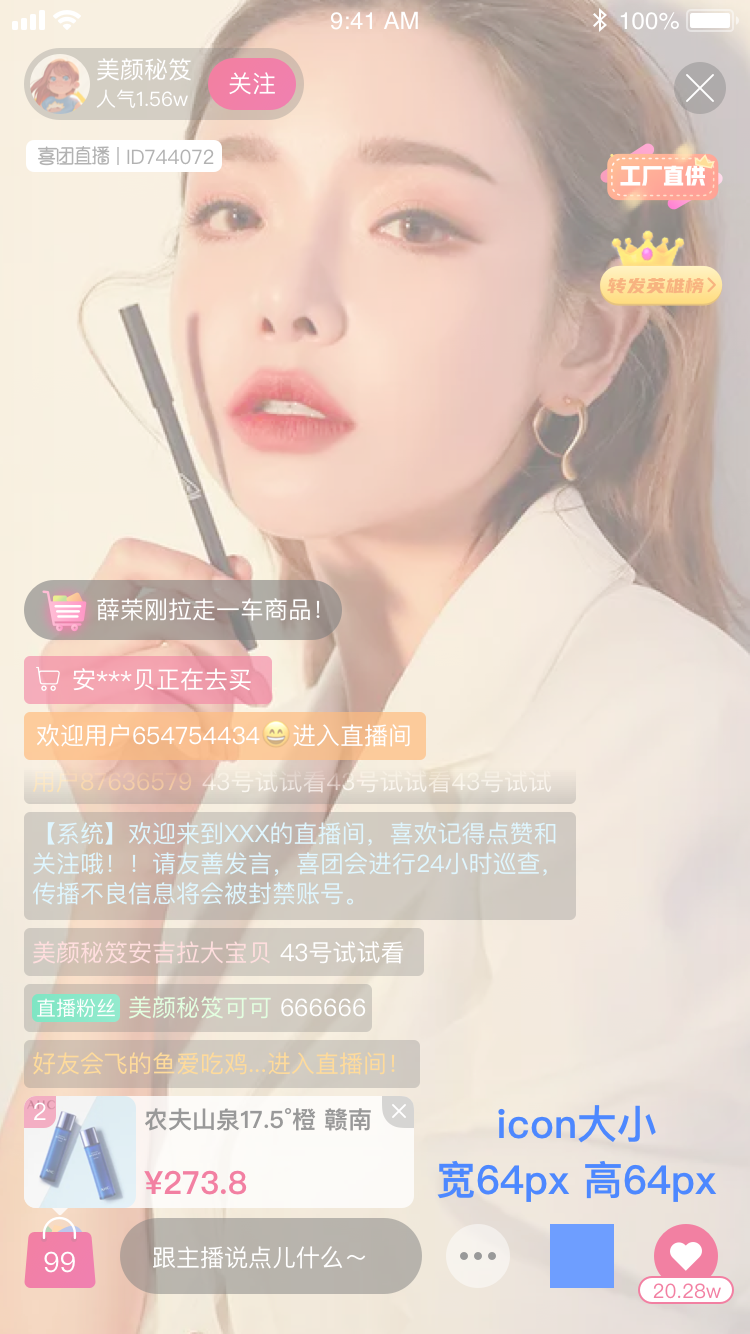 9:41 AM
100%
美颜秘笈
人气1.56w
关注
喜团直播 | ID744072
工厂直供
转发英雄榜
薛荣刚拉走一车商品！
安***贝正在去买
欢迎用户654754434😄进入直播间
用户87636579 43号试试看43号试试看43号试试
【系统】欢迎来到XXX的直播间，喜欢记得点赞和
关注哦！！请友善发言，喜团会进行24小时巡查，
传播不良信息将会被封禁账号。
美颜秘笈安吉拉大宝贝 43号试试看
直播粉丝 美颜秘笈可可 666666
好友会飞的鱼爱吃鸡...进入直播间！
2
农夫山泉17.5°橙 赣南
¥273.8
icon大小
宽64px 高64px
99
跟主播说点儿什么～
20.28w